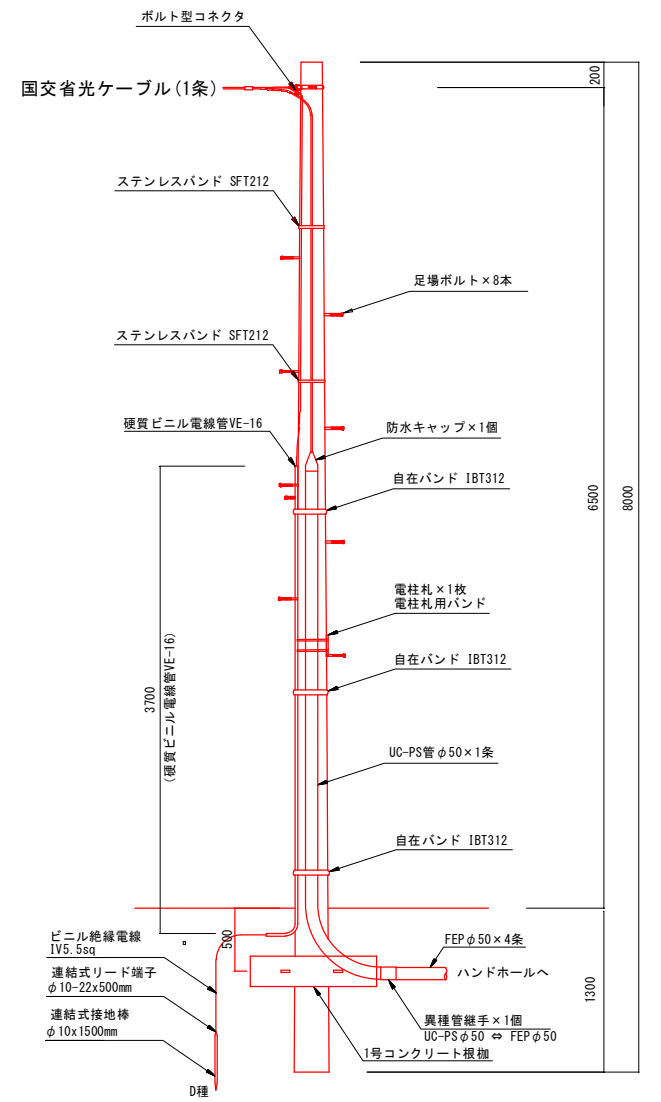 ボルト型コネクタ
国交省光ケーブル(1条)
200
ステンレスバンド SFT212
足場ボルト×8本
ステンレスバンド SFT212
硬質ビニル電線管VE-16
防水キャップ×1個
自在バンド IBT312
6500
8000
電柱札×1枚
電柱札用バンド
自在バンド IBT312
3700
(硬質ビニル電線管VE-16)
UC-PS管φ50×1条
自在バンド IBT312
ビニル絶縁電線
IV5.5sq
500
FEPφ50×4条
ハンドホールへ
連結式リード端子
φ10-22x500mm
1300
連結式接地棒
φ10x1500mm
異種管継手×1個
UC-PSφ50 ⇔ FEPφ50
1号コンクリート根枷
D種